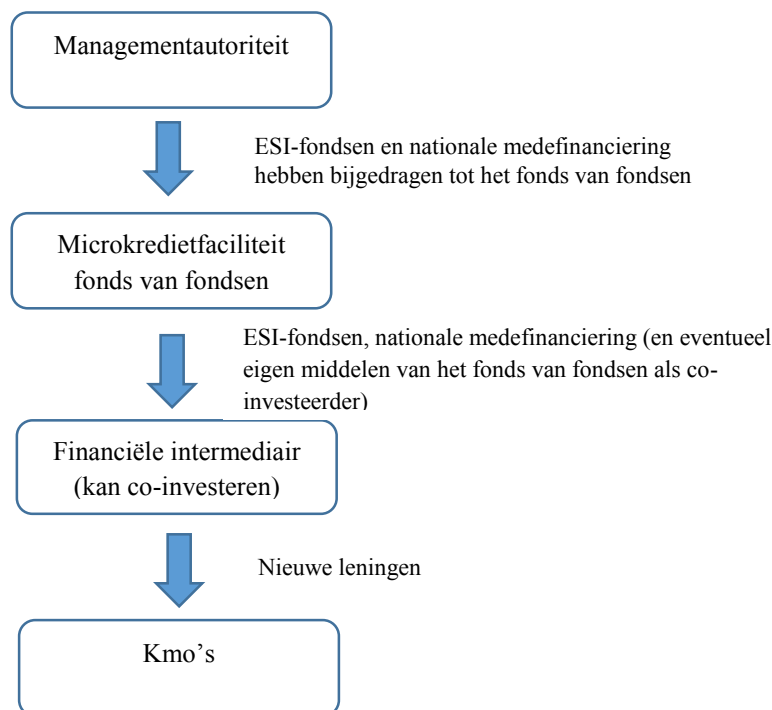 Managementautoriteit
ESI-fondsen en nationale medefinanciering
hebben bijgedragen tot het fonds van fondsen
Microkredietfaciliteit
fonds van fondsen
ESI-fondsen, nationale medefinanciering (en eventueel
eigen middelen van het fonds van fondsen als co-
investeerder)
Financiële intermediair
(kan co-investeren)
Nieuwe leningen
Kmo’s